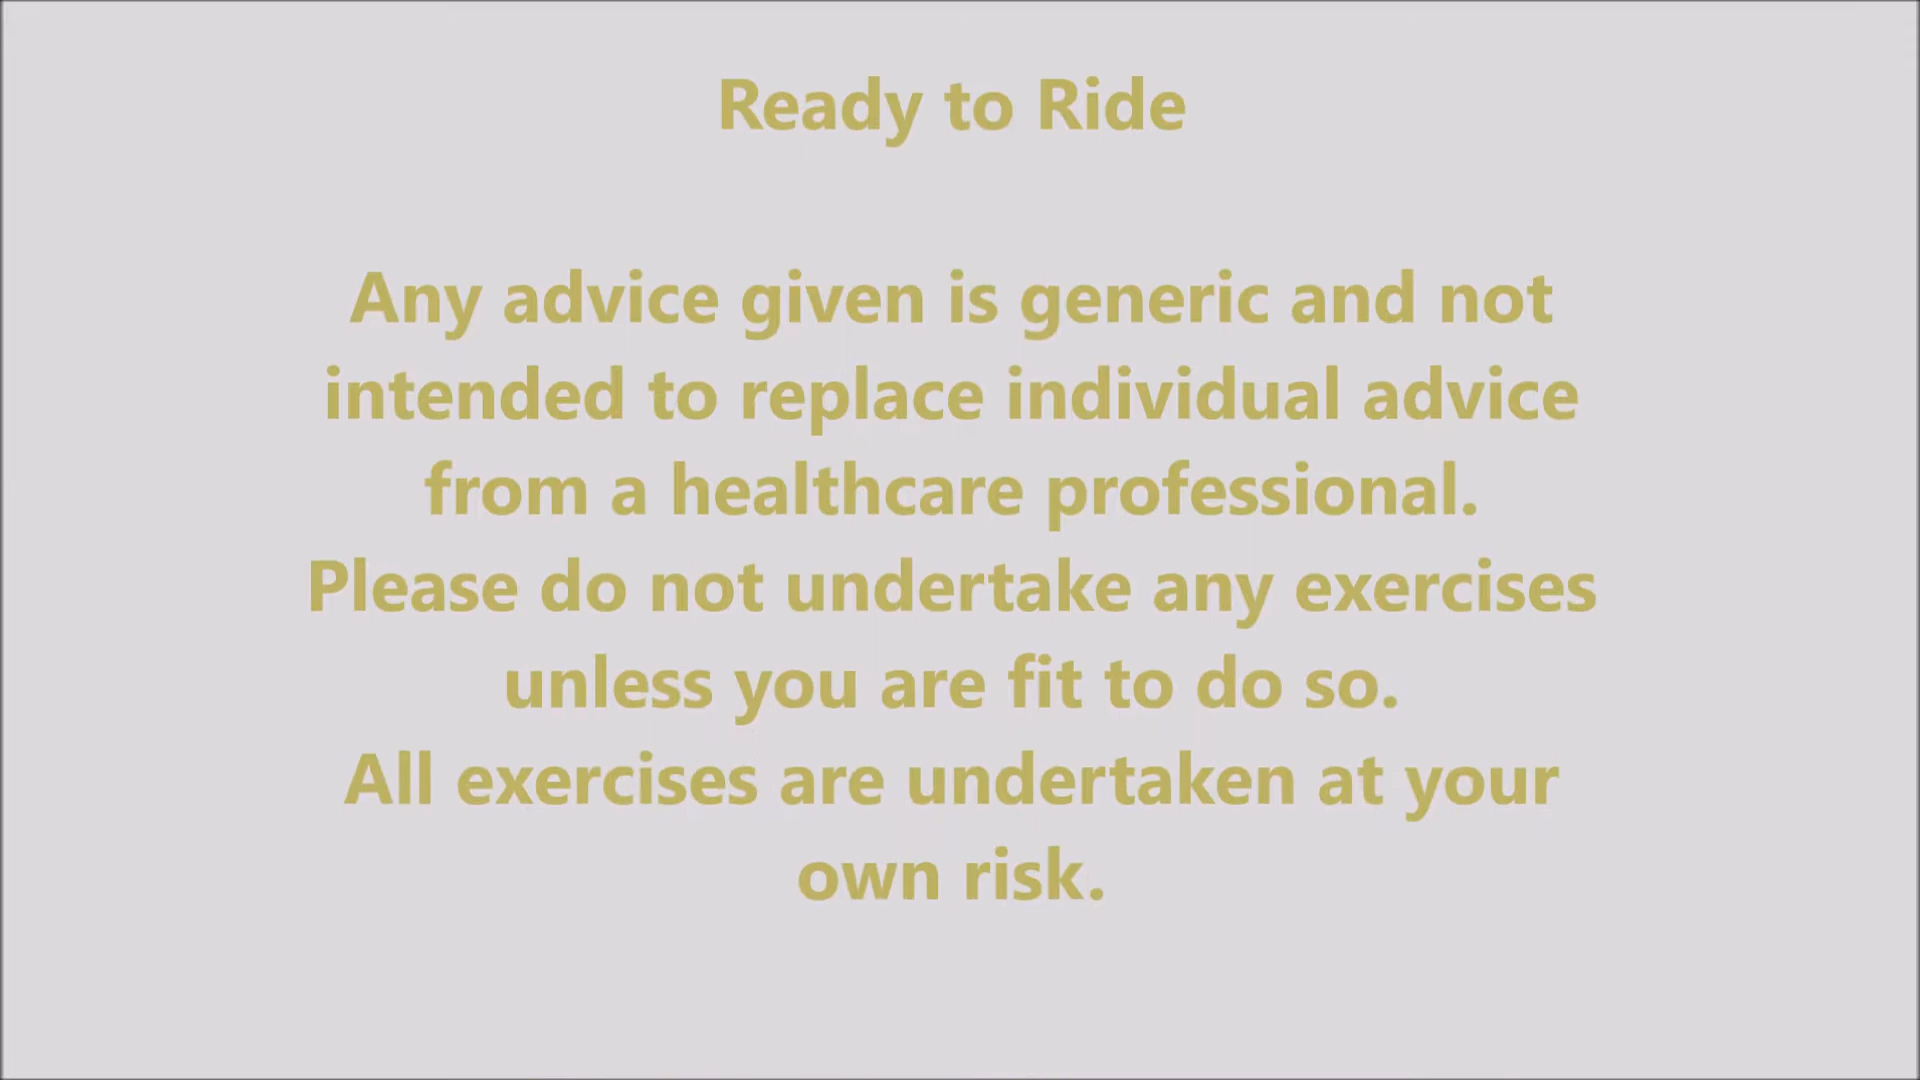 Ready to Ride
Any advice given is generic and not
intended to replace individual advice
from a healthcare professional.
Please do not undertake any exercises
unless you are fit to do so.
All exercises are undertaken at your
own risk.